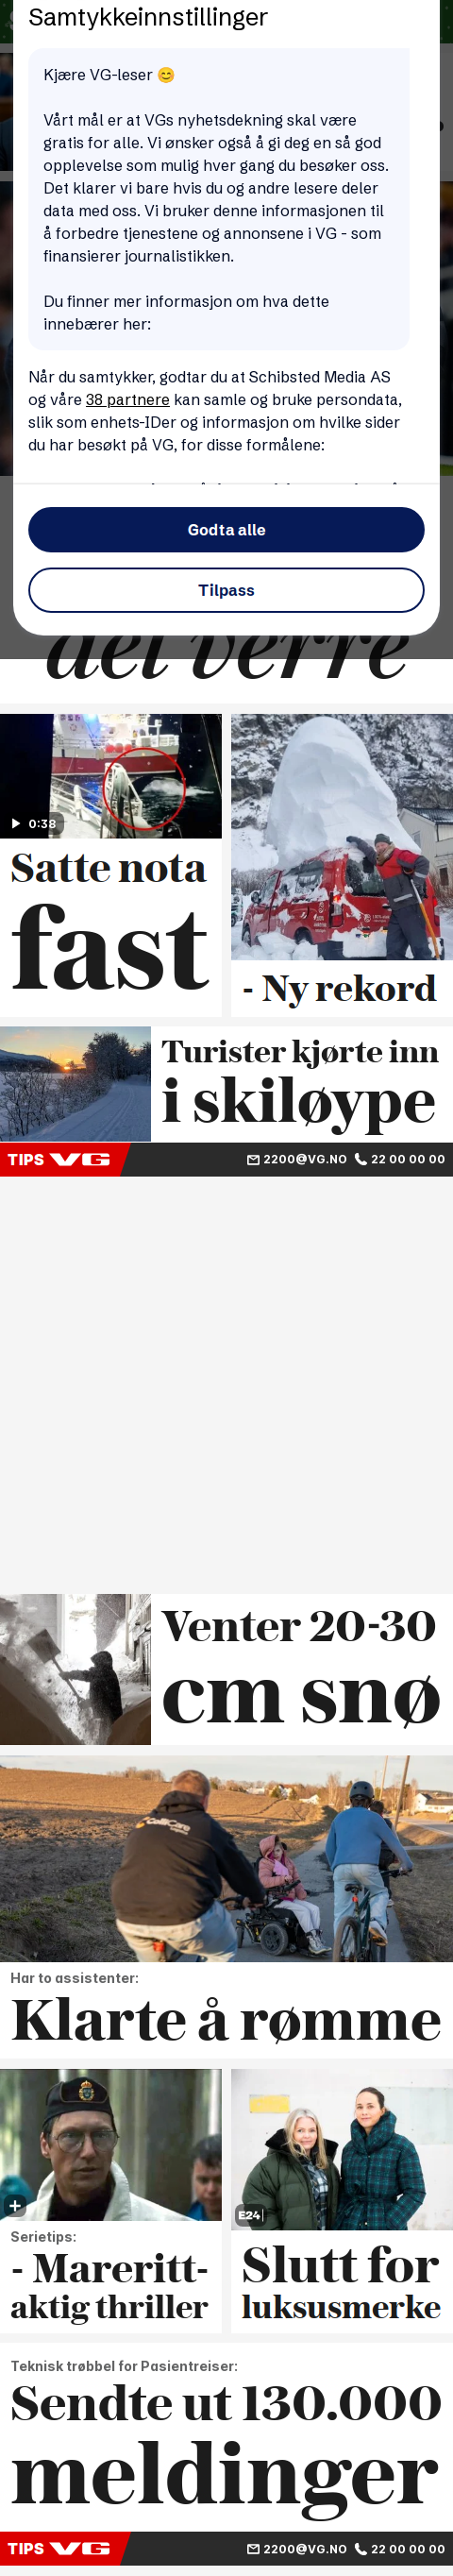 Samtykkeinnstillinger
Kjære VG-leser 😊
Vårt mål er at VGs nyhetsdekning skal være
gratis for alle. Vi ønsker også å gi deg en så god
opplevelse som mulig hver gang du besøker oss.
Det klarer vi bare hvis du og andre lesere deler
data med oss. Vi bruker denne informasjonen til
å forbedre tjenestene og annonsene i VG - som
finansierer journalistikken.
Du finner mer informasjon om hva dette
innebærer her:
Når du samtykker, godtar du at Schibsted Media AS
og våre 38 partnere kan samle og bruke persondata,
slik som enhets-IDer og informasjon om hvilke sider
du har besøkt på VG, for disse formålene:
Godta alle
Tilpass
det verre
0:38
Satte nota
fast
- Ny rekord
Turister kjørte inn
i skiløype
TIPS VG 2200@VG.NO 22 00 00 00
Venter 20-30
cm snø
Har to assistenter:
Klarte å rømme
Serietips:
- Mareritt-
aktig thriller
E24
Slutt for
luksusmerke
Teknisk trøbbel for Pasientreiser:
Sendte ut 130.000
meldinger
TIPS VG 2200@VG.NO 22 00 00 00